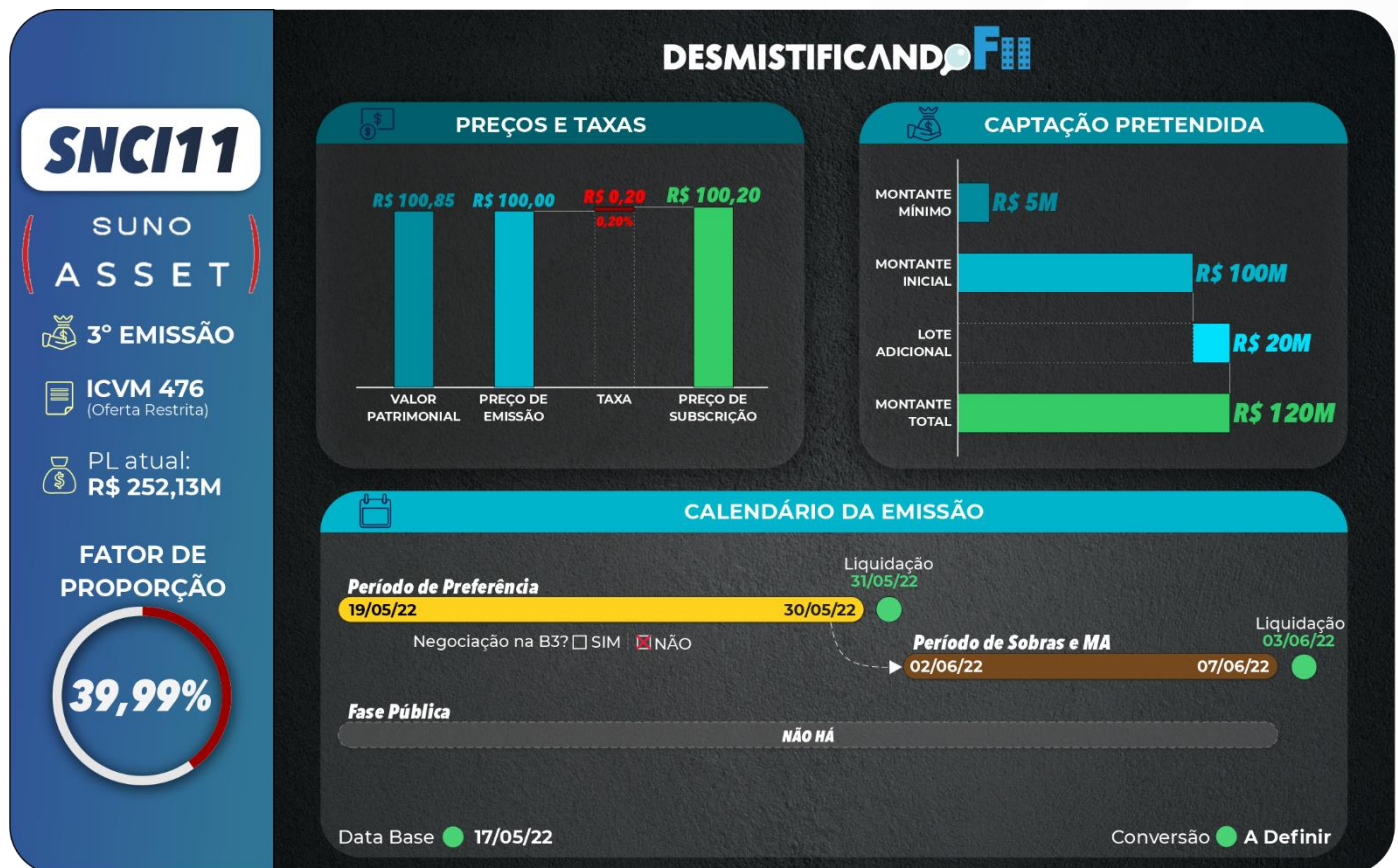 DESMISTIFICANDO FII
SNCI11
SUNO
ASSET
3º EMISSÃO
ICVM 476
(Oferta Restrita)
PL atual:
R$ 252,13M
FATOR DE
PROPORÇÃO
39,99%
PREÇOS E TAXAS
R$ 100,85
R$ 100,00
R$ 0,20
0,20%
R$ 100,20
VALOR
PATRIMONIAL
PREÇO DE
EMISSÃO
TAXA
PREÇO DE
SUBSCRIÇÃO
CAPTAÇÃO PRETENDIDA
MONTANTE
MÍNIMO
R$ 5M
MONTANTE
INICIAL
R$ 100M
LOTE
ADICIONAL
R$ 20M
MONTANTE
TOTAL
R$ 120M
CALENDÁRIO DA EMISSÃO
Período de Preferência
19/05/22
30/05/22
Liquidação
31/05/22
Negociação na B3? SIM NÃO
Período de Sobras e MA
02/06/22
07/06/22
Liquidação
03/06/22
Fase Pública
NÃO HÁ
Data Base 17/05/22
Conversão A Definir